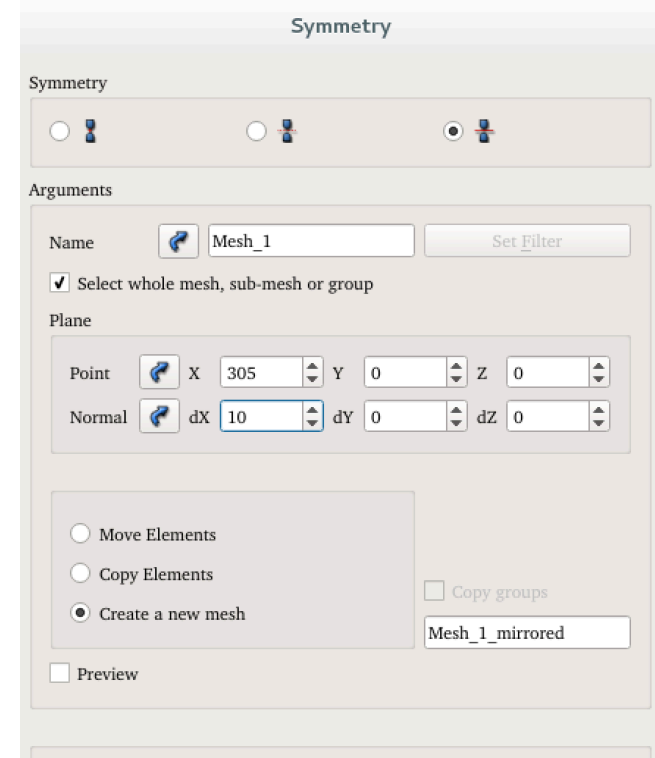 Symmetry
Symmetry
Arguments
Name Mesh_1 Set Filter
Select whole mesh, sub-mesh or group
Plane
Point X 305 Y 0 Z 0
Normal dX 10 dY 0 dZ 0
Move Elements
Copy Elements
Copy groups
Create a new mesh
Mesh_1_mirrored
Preview